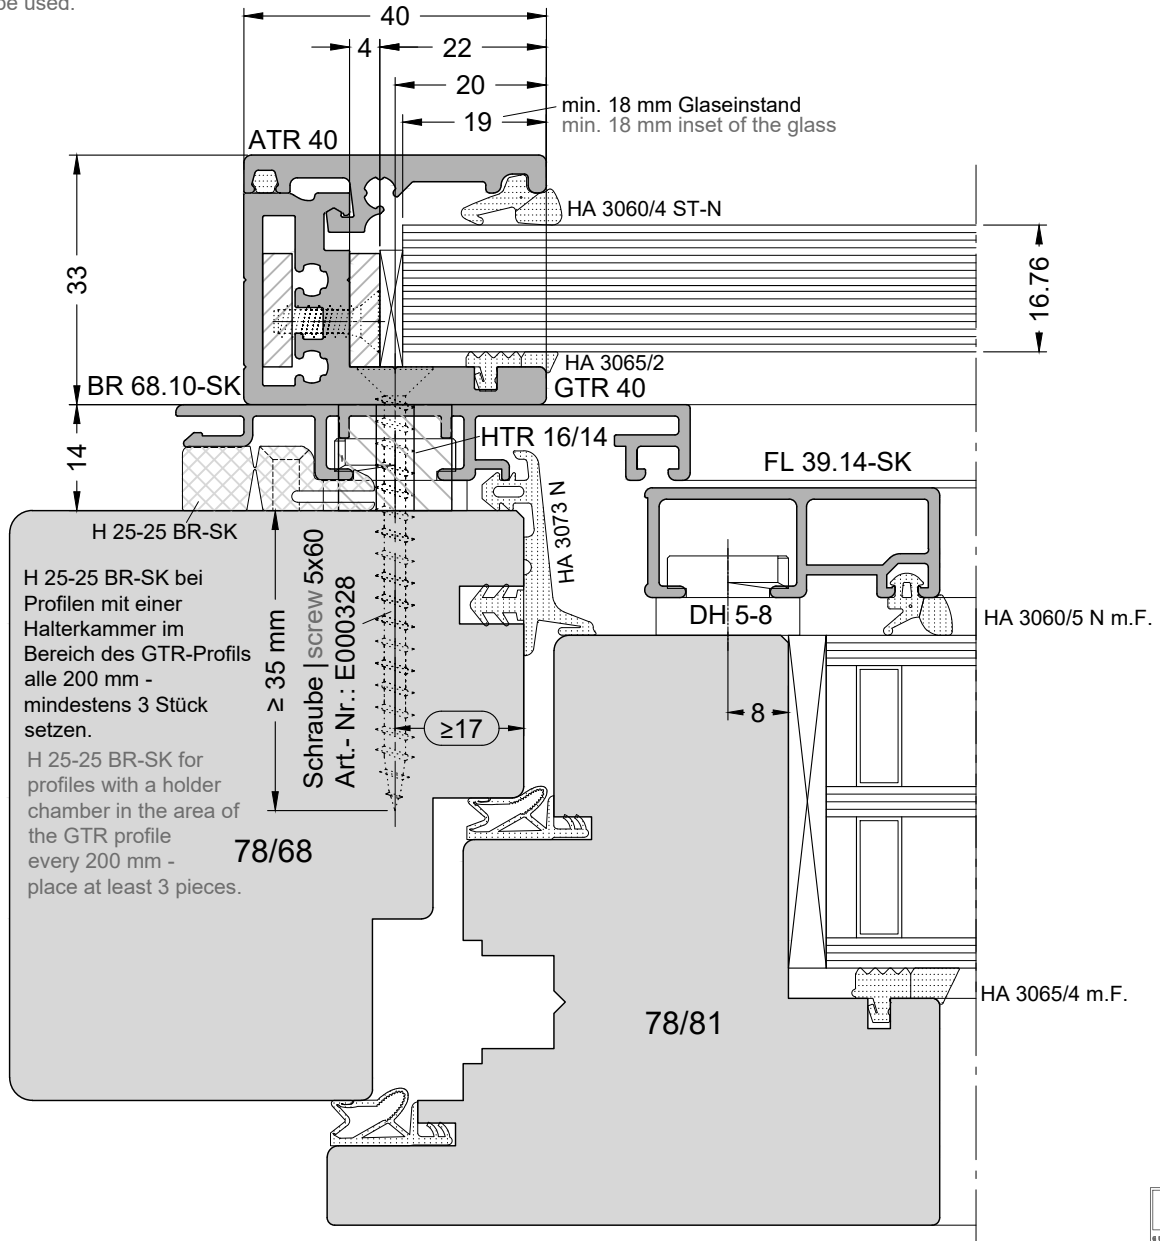 be used.
40
4
22
20
19
min. 18 mm Glaseinstand
min. 18 mm inset of the glass
ATR 40
HA 3060/4 ST-N
33
16.76
HA 3065/2
BR 68.10-SK
GTR 40
14
HTR 16/14
FL 39.14-SK
H 25-25 BR-SK
HA 3073 N
H 25-25 BR-SK bei
Profilen mit einer
Halterkammer im
Bereich des GTR-Profils
alle 200 mm -
mindestens 3 Stück
setzen.
H 25-25 BR-SK for
profiles with a holder
chamber in the area of
the GTR profile
every 200 mm -
place at least 3 pieces.
≥ 35 mm
Schraube | screw 5x60
Art.- Nr.: E000328
≥17
DH 5-8
HA 3060/5 N m.F.
8
78/68
HA 3065/4 m.F.
78/81